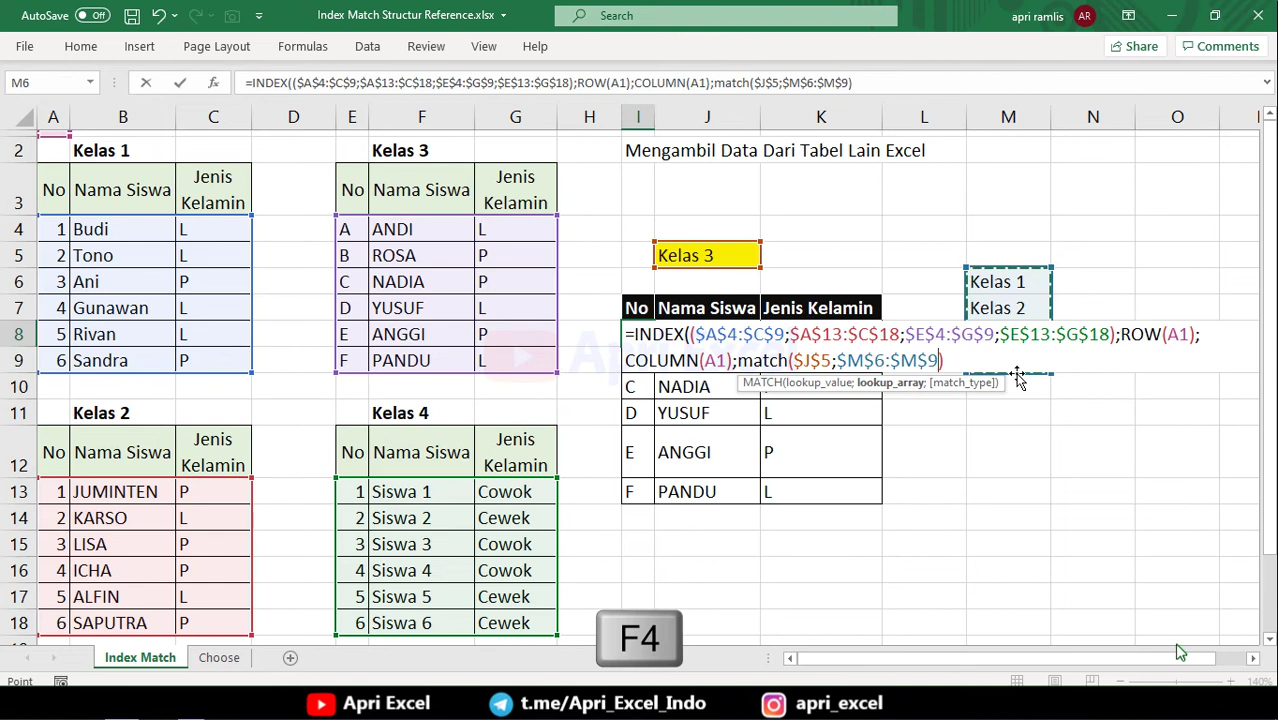 AutoSave Off Index Match Structur Reference.xlsx Search apri ramlis AR
File Home Insert Page Layout Formulas Data Review View Help Share Comments
M6 fx =INDEX(($A$4:$C$9;$A$13:$C$18;$E$4:$G$9;$E$13:$G$18);ROW(A1);COLUMN(A1);match($J$5;$M$6:$M$9)
A B C D E F G H I J K L M N O
2 Kelas 1 Kelas 3 Mengambil Data Dari Tabel Lain Excel
3 No Nama Siswa Jenis Kelamin No Nama Siswa Jenis Kelamin
4 1 Budi L A ANDI L
5 2 Tono L B ROSA P Kelas 3
6 3 Ani P C NADIA P Kelas 1
7 4 Gunawan L D YUSUF L No Nama Siswa Jenis Kelamin Kelas 2
8 5 Rivan L E ANGGI P =INDEX(($A$4:$C$9;$A$13:$C$18;$E$4:$G$9;$E$13:$G$18);ROW(A1);
9 6 Sandra P F PANDU L COLUMN(A1);match($J$5;$M$6:$M$9)
MATCH(lookup_value; lookup_array; [match_type])
10 C NADIA
11 Kelas 2 Kelas 4 D YUSUF L
12 No Nama Siswa Jenis Kelamin No Nama Siswa Jenis Kelamin E ANGGI P
13 1 JUMINTEN P 1 Siswa 1 Cowok F PANDU L
14 2 KARSO L 2 Siswa 2 Cewek
15 3 LISA P 3 Siswa 3 Cewek
16 4 ICHA P 4 Siswa 4 Cowok
17 5 ALFIN L 5 Siswa 5 Cewek
18 6 SAPUTRA P 6 Siswa 6 Cewek
F4
Index Match Choose
Point 140%
Apri Excel t.me/Apri_Excel_Indo apri_excel